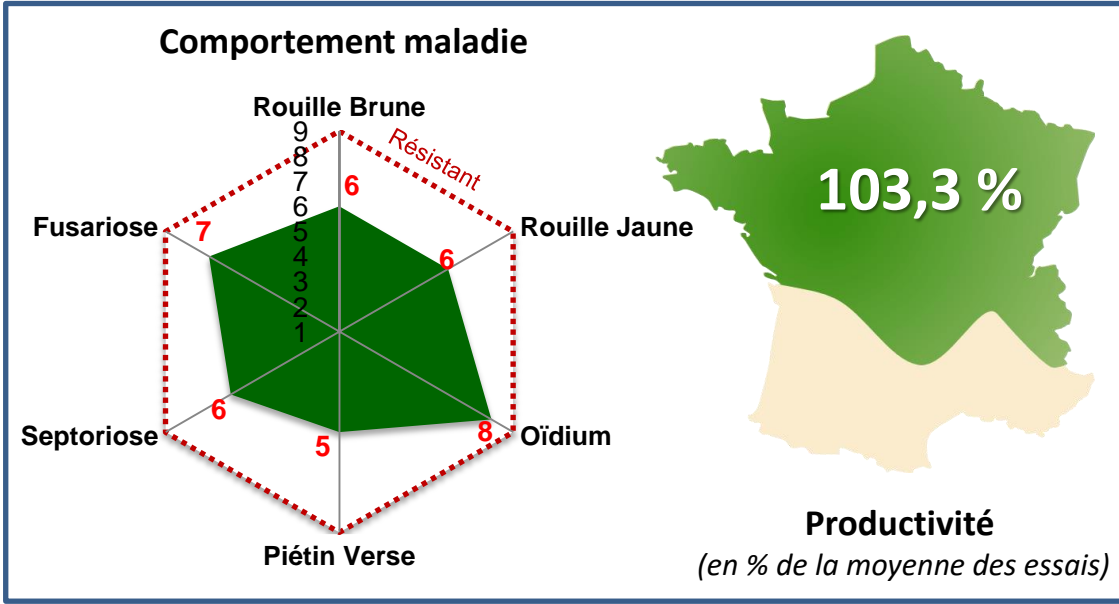 Comportement maladie
Rouille Brune
9
8
7
6
5
4
3
2
1
Résistant
6
Rouille Jaune
6
Oïdium
8
Piétin Verse
5
Septoriose
6
Fusariose
7
103,3 %
Productivité
(en % de la moyenne des essais)